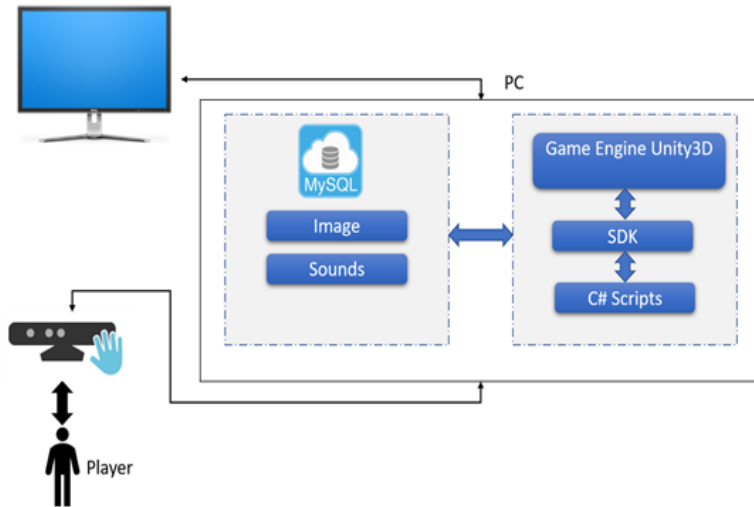 PC
MySQL
Image
Sounds
Game Engine Unity3D
SDK
C# Scripts
Player